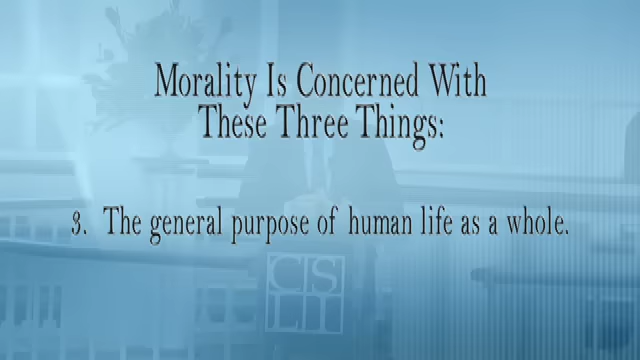 Morality Is Concerned With
These Three Things:
3. The general purpose of human life as a whole.
CS
LI